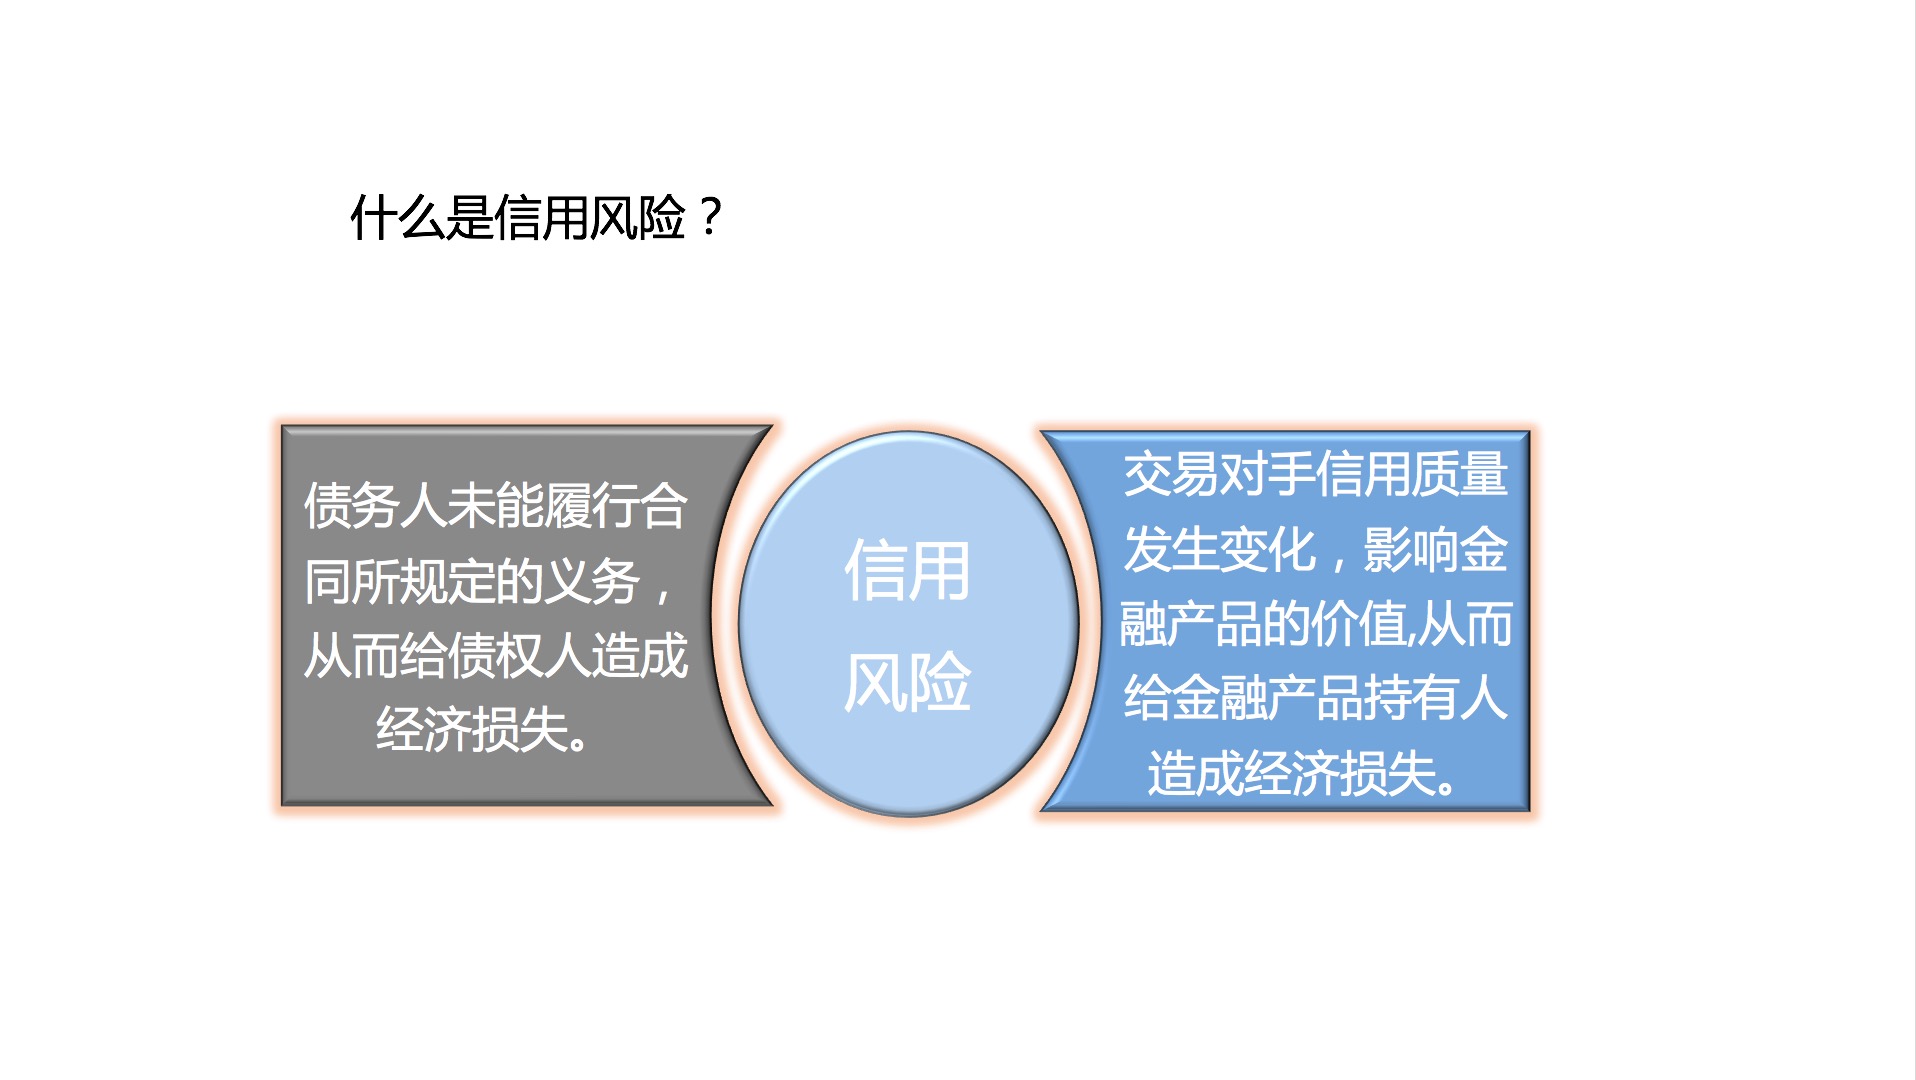 什么是信用风险？
债务人未能履行合
同所规定的义务，
从而给债权人造成
经济损失。
信用
风险
交易对手信用质量
发生变化，影响金
融产品的价值,从而
给金融产品持有人
造成经济损失。